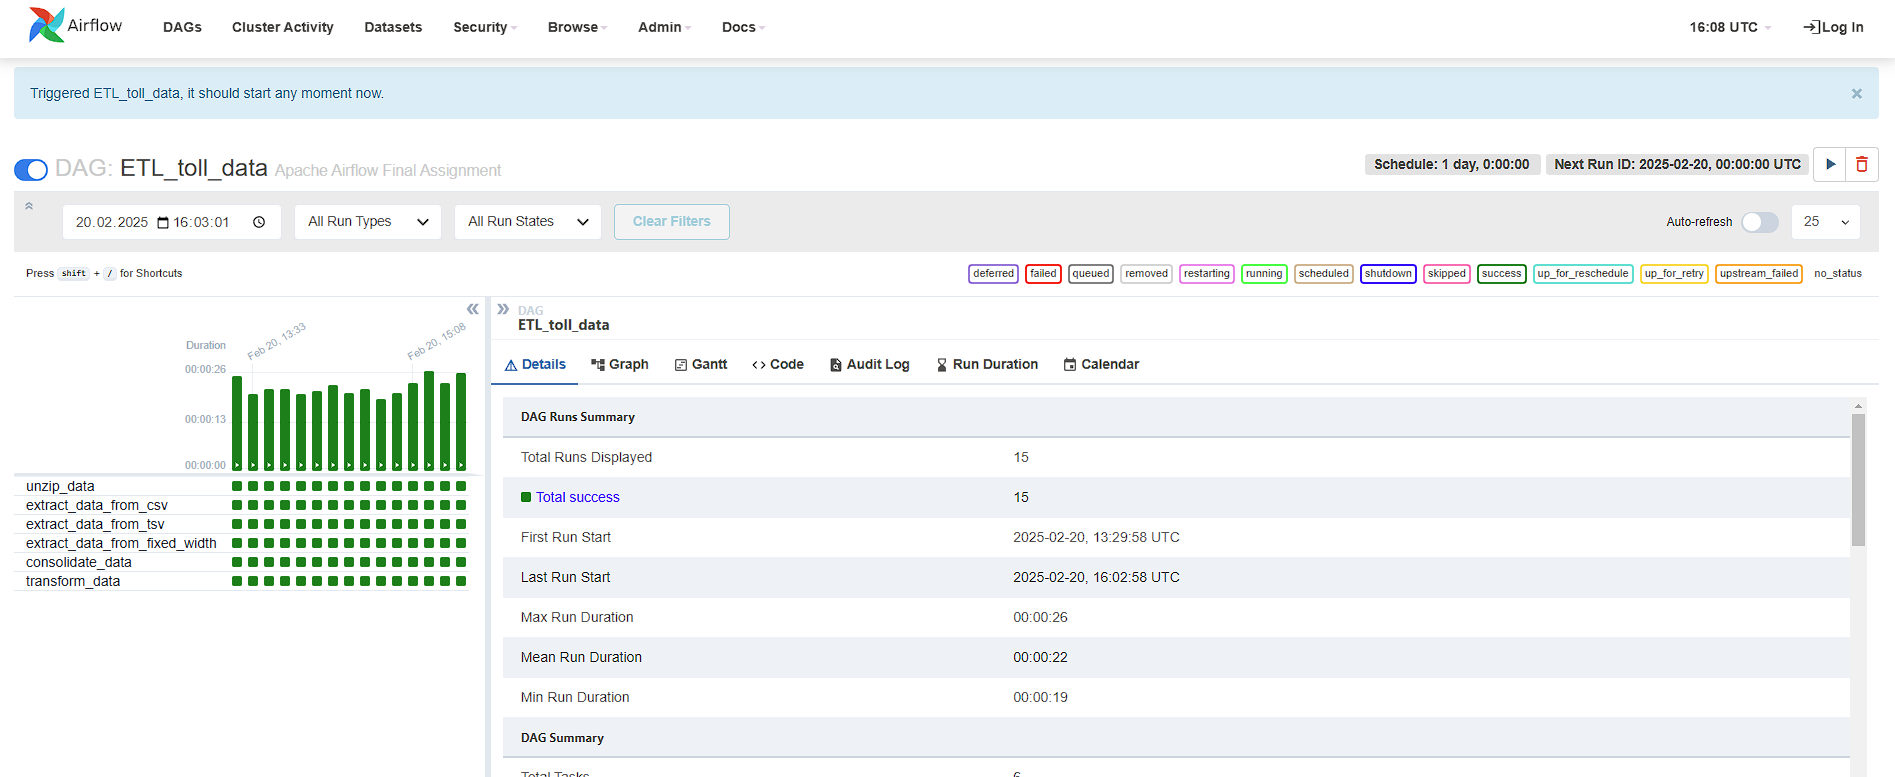 Airflow DAGs Cluster Activity Datasets Security Browse Admin Docs 16:08 UTC Log In
Triggered ETL_toll_data, it should start any moment now. ×
DAG: ETL_toll_data Apache Airflow Final Assignment Schedule: 1 day, 0:00:00 Next Run ID: 2025-02-20, 00:00:00 UTC
20.02.2025 16:03:01 All Run Types All Run States Clear Filters Auto-refresh 25
Press shift + / for Shortcuts deferred failed queued removed restarting running scheduled shutdown skipped success up_for_reschedule up_for_retry upstream_failed no_status
Duration
Feb 20, 13:33
Feb 20, 15:08
00:00:26
00:00:13
00:00:00
unzip_data
extract_data_from_csv
extract_data_from_tsv
extract_data_from_fixed_width
consolidate_data
transform_data
DAG
ETL_toll_data
Details Graph Gantt Code Audit Log Run Duration Calendar
DAG Runs Summary
Total Runs Displayed 15
Total success 15
First Run Start 2025-02-20, 13:29:58 UTC
Last Run Start 2025-02-20, 16:02:58 UTC
Max Run Duration 00:00:26
Mean Run Duration 00:00:22
Min Run Duration 00:00:19
DAG Summary
Total Tasks 6